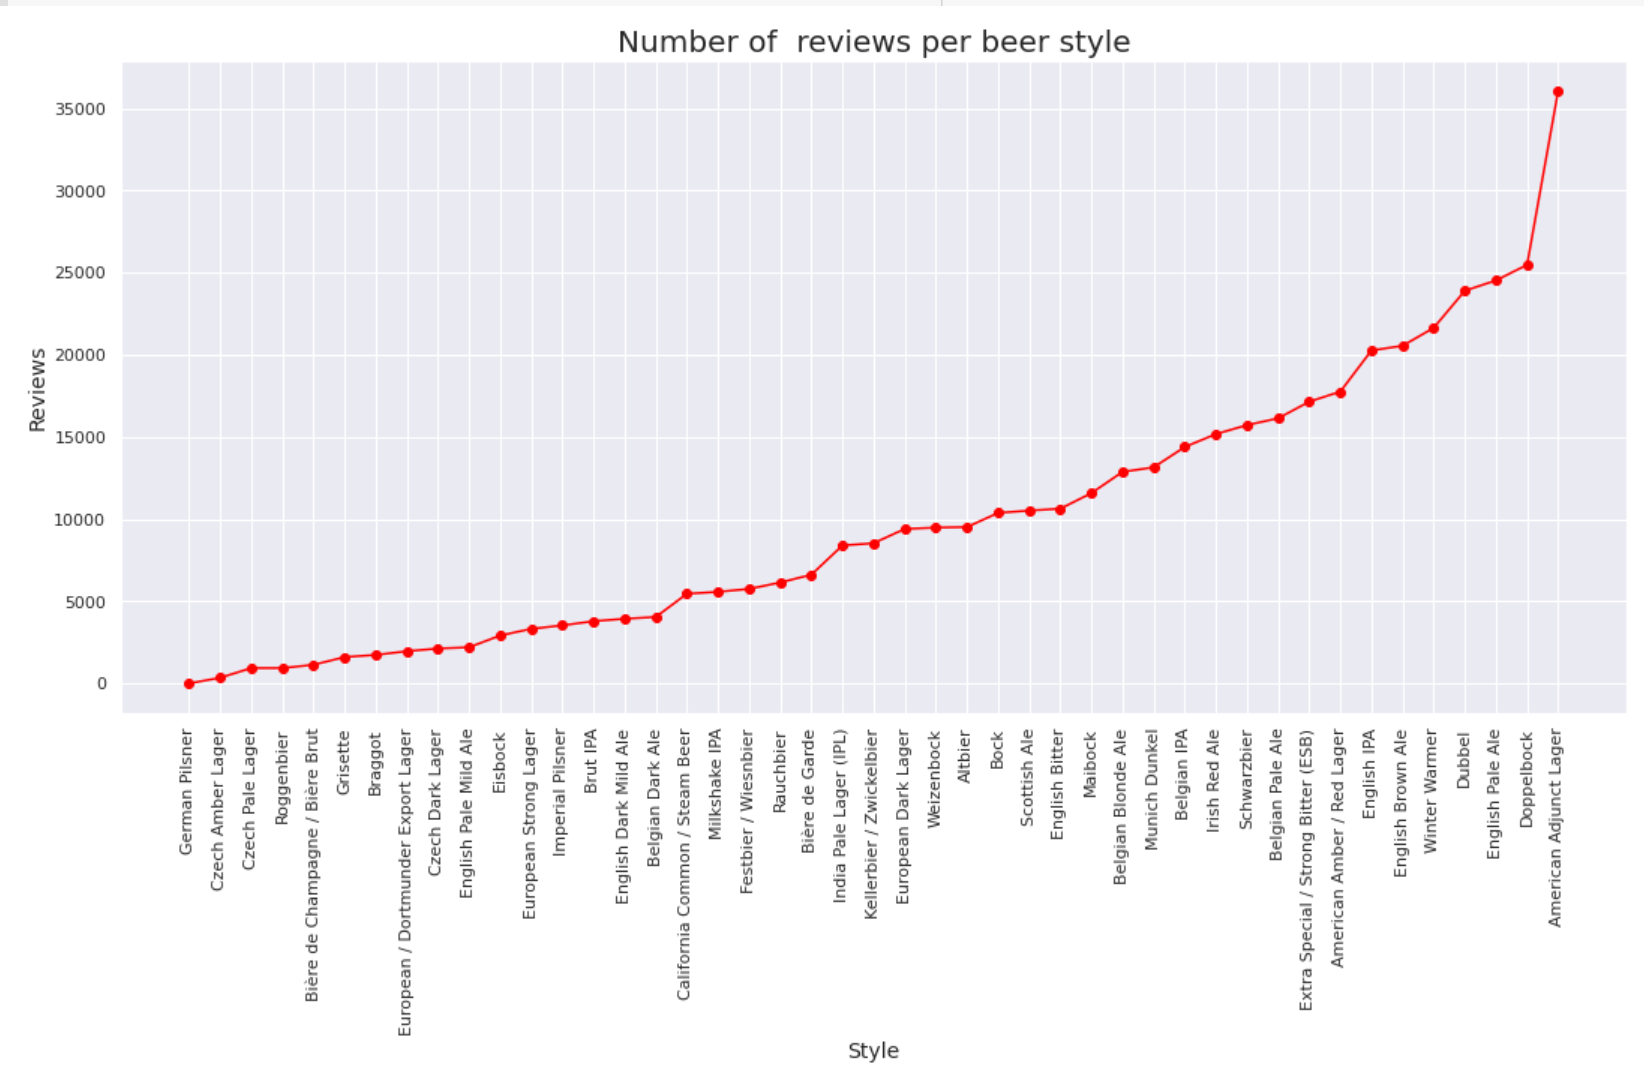 Number of  reviews per beer style
35000
30000
25000
20000
15000
10000
5000
0
Reviews
German Pilsner
Czech Amber Lager
Czech Pale Lager
Roggenbier
Bière de Champagne / Bière Brut
Grisette
Braggot
European / Dortmunder Export Lager
Czech Dark Lager
English Pale Mild Ale
Eisbock
European Strong Lager
Imperial Pilsner
Brut IPA
English Dark Mild Ale
Belgian Dark Ale
California Common / Steam Beer
Milkshake IPA
Festbier / Wiesnbier
Rauchbier
Bière de Garde
India Pale Lager (IPL)
Kellerbier / Zwickelbier
European Dark Lager
Weizenbock
Altbier
Bock
Scottish Ale
English Bitter
Maibock
Belgian Blonde Ale
Munich Dunkel
Belgian IPA
Irish Red Ale
Schwarzbier
Belgian Pale Ale
Extra Special / Strong Bitter (ESB)
American Amber / Red Lager
English IPA
English Brown Ale
Winter Warmer
Dubbel
English Pale Ale
Doppelbock
American Adjunct Lager
Style